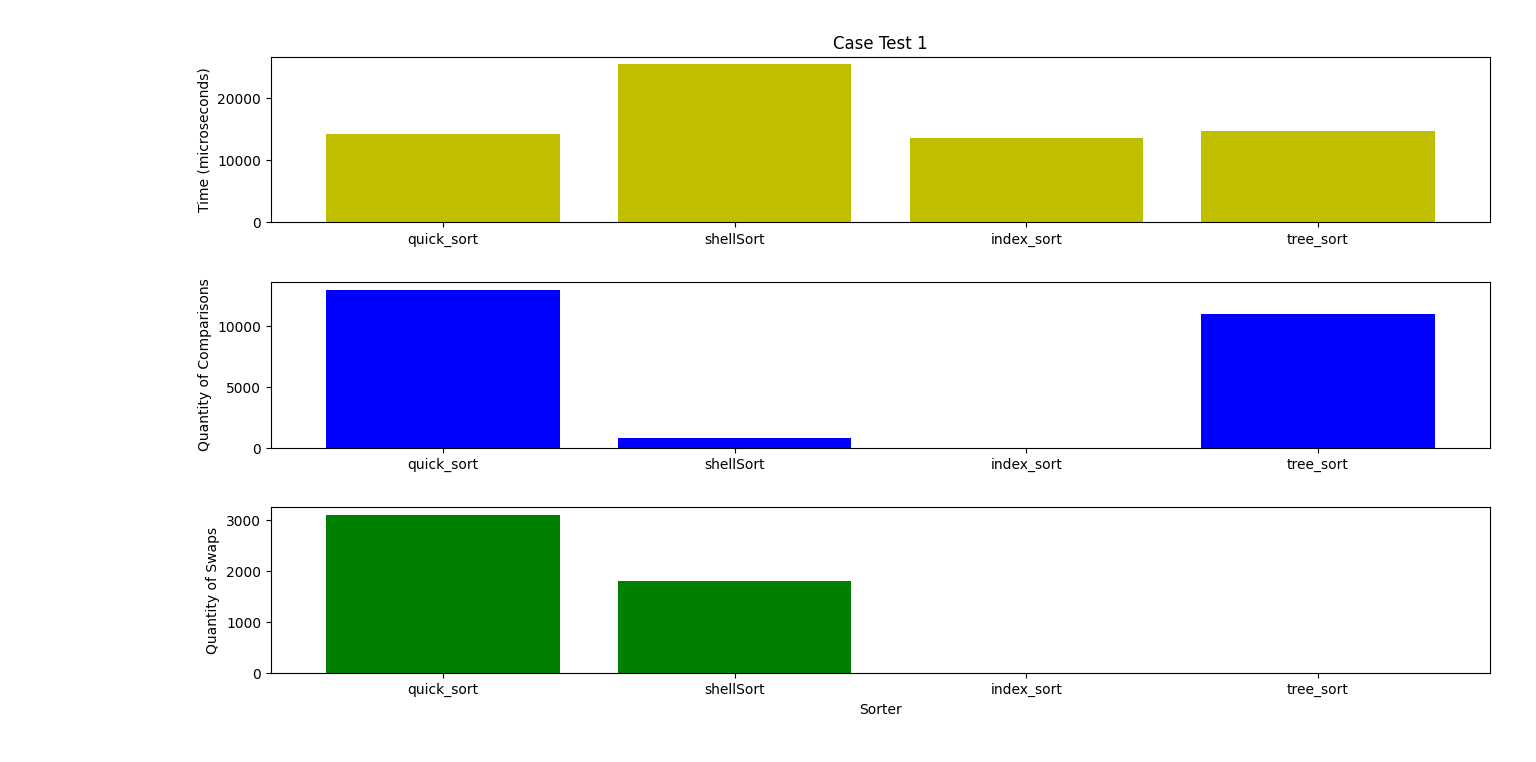 Case Test 1
Time (microseconds)
20000
10000
0
quick_sort shellSort index_sort tree_sort
Quantity of Comparisons
10000
5000
0
quick_sort shellSort index_sort tree_sort
Quantity of Swaps
3000
2000
1000
0
quick_sort shellSort index_sort tree_sort
Sorter